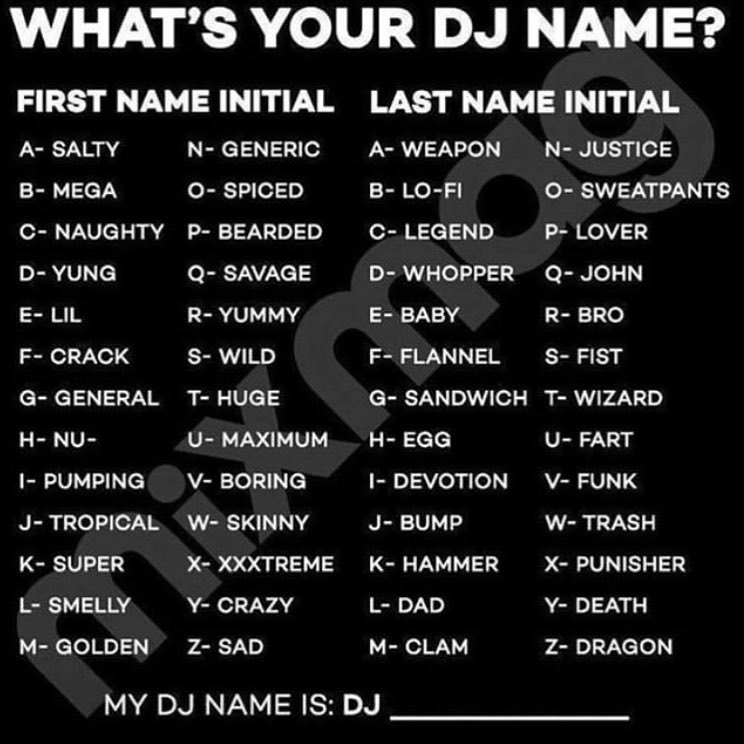 WHAT'S YOUR DJ NAME?
FIRST NAME INITIAL LAST NAME INITIAL
A- SALTY N- GENERIC A- WEAPON N- JUSTICE
B- MEGA O- SPICED B- LO-FI O- SWEATPANTS
C- NAUGHTY P- BEARDED C- LEGEND P- LOVER
D- YUNG Q- SAVAGE D- WHOPPER Q- JOHN
E- LIL R- YUMMY E- BABY R- BRO
F- CRACK S- WILD F- FLANNEL S- FIST
G- GENERAL T- HUGE G- SANDWICH T- WIZARD
H- NU- U- MAXIMUM H- EGG U- FART
I- PUMPING V- BORING I- DEVOTION V- FUNK
J- TROPICAL W- SKINNY J- BUMP W- TRASH
K- SUPER X- XXXTREME K- HAMMER X- PUNISHER
L- SMELLY Y- CRAZY L- DAD Y- DEATH
M- GOLDEN Z- SAD M- CLAM Z- DRAGON
MY DJ NAME IS: DJ ____________
mixmag